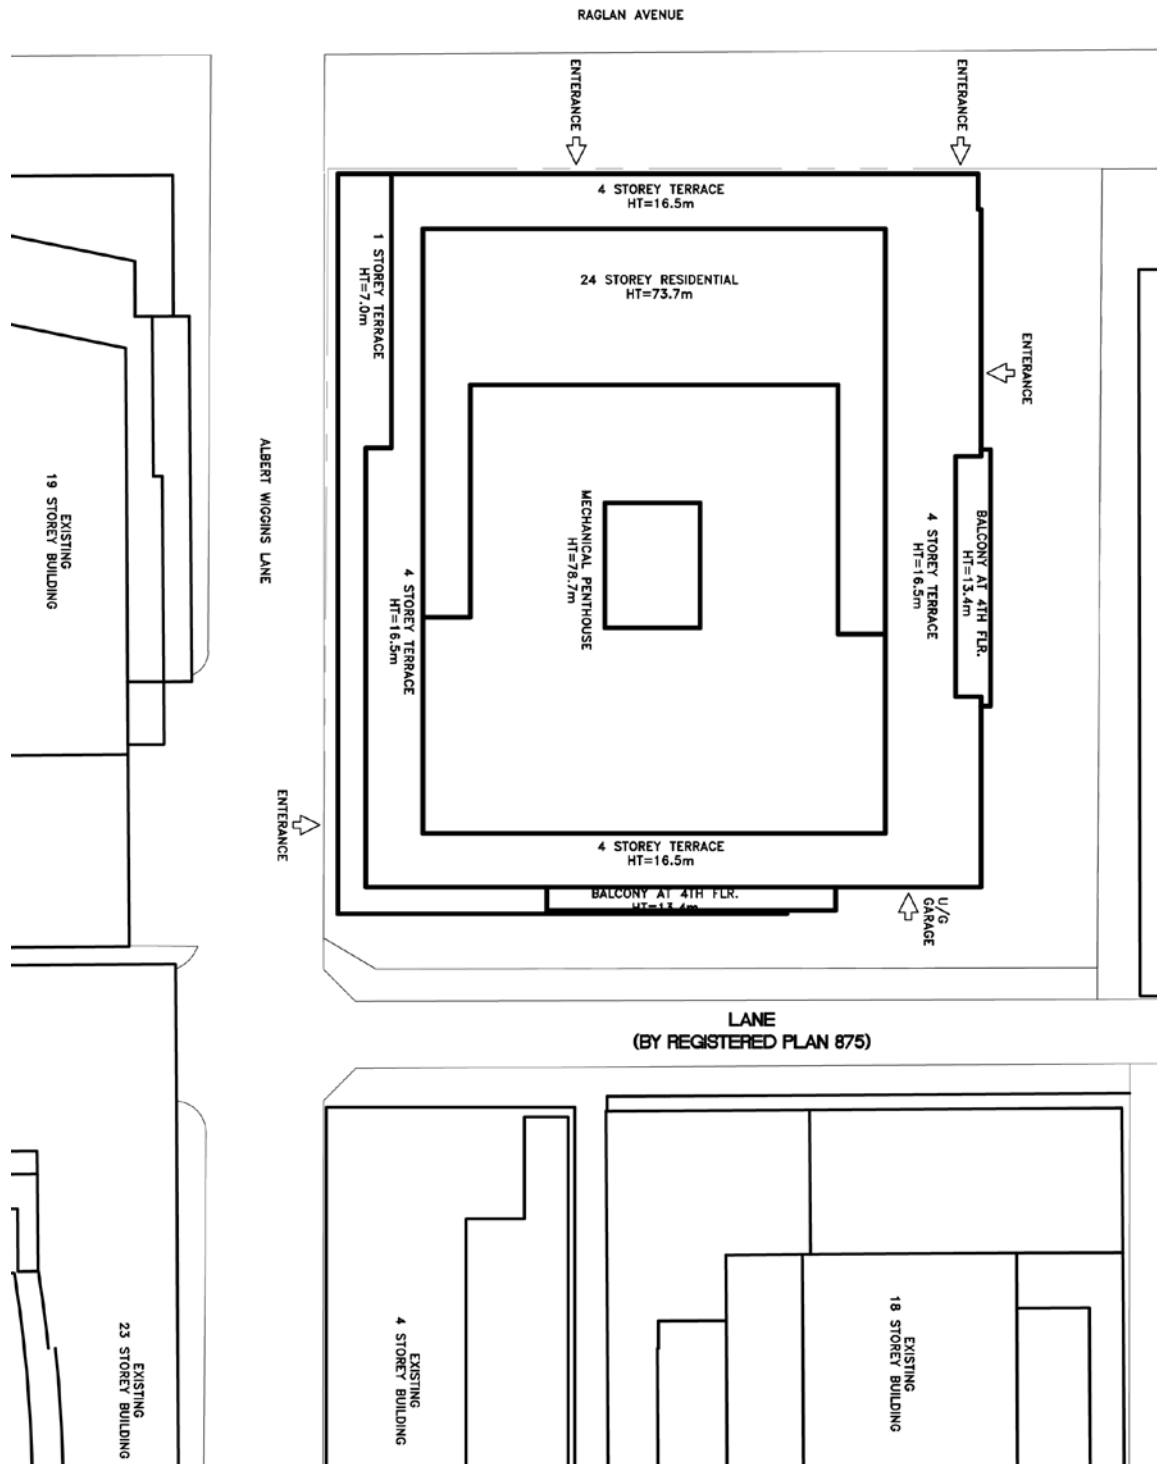 RAGLAN AVENUE
ENTERANCE
ENTERANCE
4 STOREY TERRACE
HT=16.5m
1 STOREY TERRACE
HT=7.0m
24 STOREY RESIDENTIAL
HT=73.7m
ENTERANCE
ALBERT WIGGINS LANE
EXISTING
19 STOREY BUILDING
MECHANICAL PENTHOUSE
HT=78.7m
BALCONY AT 4TH FLR.
HT=13.4m
4 STOREY TERRACE
HT=16.5m
4 STOREY TERRACE
HT=16.5m
ENTERANCE
4 STOREY TERRACE
HT=16.5m
BALCONY AT 4TH FLR.
HT=13.4m
U/G
GARAGE
LANE
(BY REGISTERED PLAN 875)
EXISTING
23 STOREY BUILDING
EXISTING
4 STOREY BUILDING
EXISTING
18 STOREY BUILDING